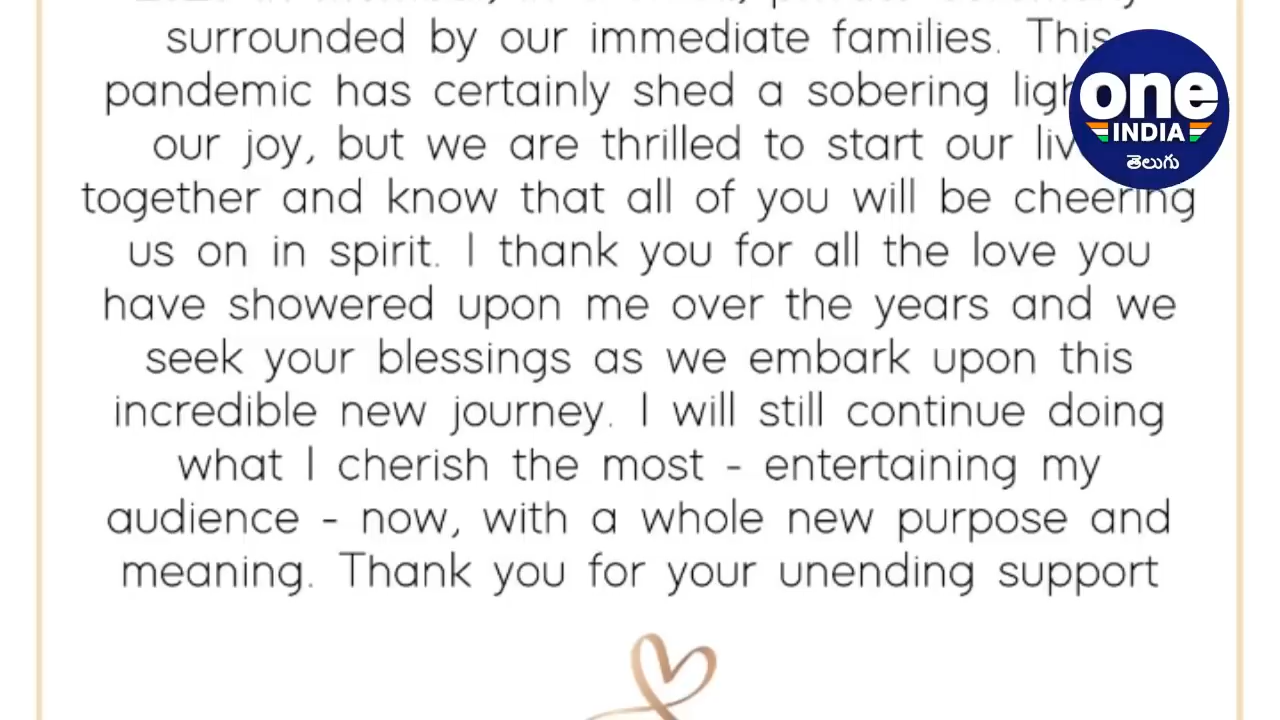 surrounded by our immediate families. This
pandemic has certainly shed a sobering
our joy, but we are thrilled to start our
together and know that all of you will be cheering
us on in spirit. I thank you for all the love you
have showered upon me over the years and we
seek your blessings as we embark upon this
incredible new journey. I will still continue doing
what I cherish the most - entertaining my
audience - now, with a whole new purpose and
meaning. Thank you for your unending support
one
INDIA
తెలుగు